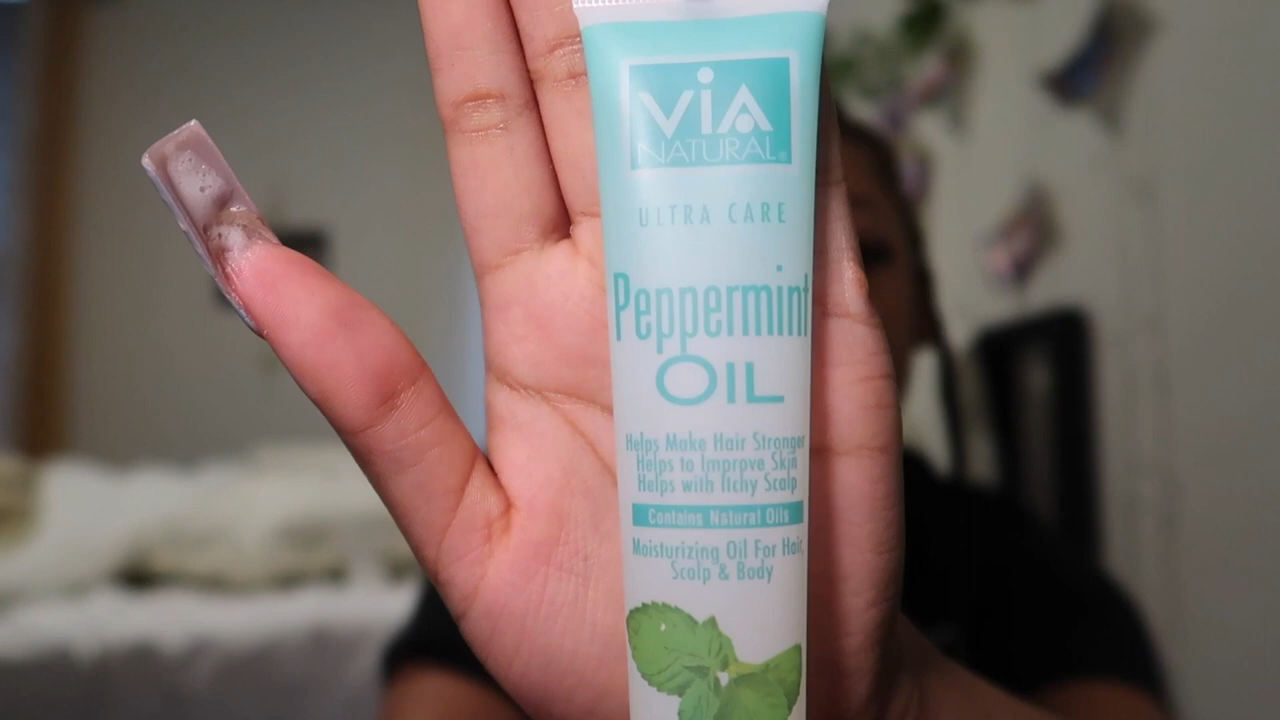 ViA
NATURAL®
ULTRA CARE
Peppermint
OIL
Helps Make Hair Stronger
Helps to Improve Skin
Helps with Itchy Scalp
Contains Natural Oils
Moisturizing Oil For Hair,
Scalp & Body